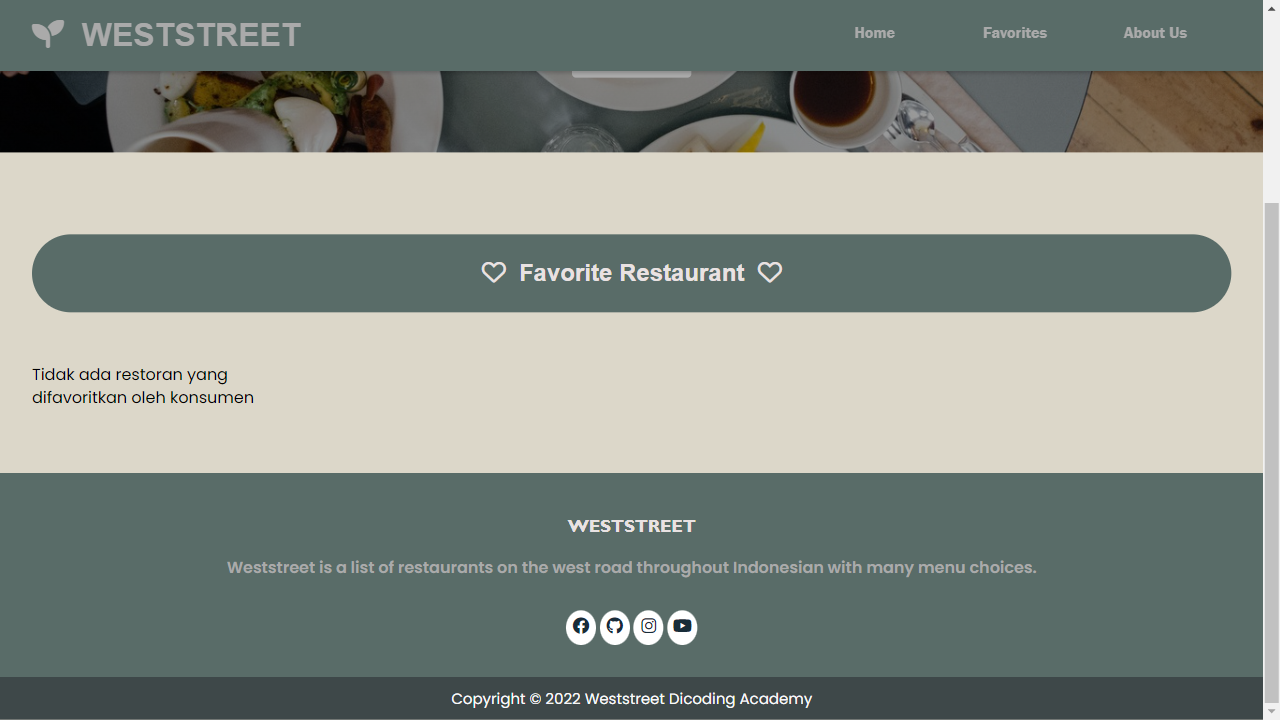 WESTSTREET
Home
Favorites
About Us
Favorite Restaurant
Tidak ada restoran yang
difavoritkan oleh konsumen
WESTSTREET
Weststreet is a list of restaurants on the west road throughout Indonesian with many menu choices.
Copyright © 2022 Weststreet Dicoding Academy